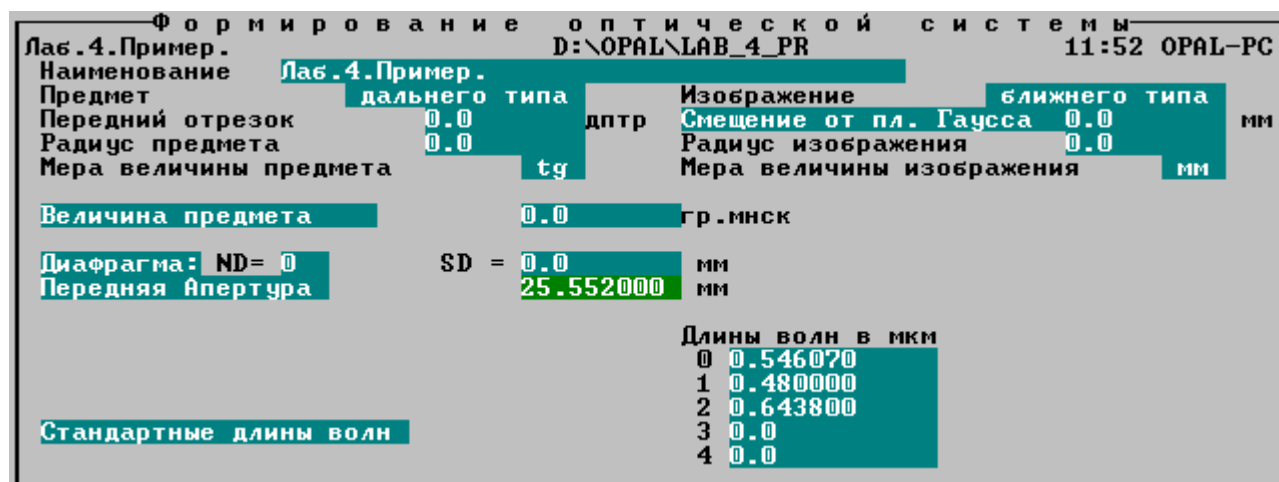 Формирование оптической системы
Лаб.4.Пример. D:\OPAL\LAB_4_PR 11:52 OPAL-PC
Наименование Лаб.4.Пример.
Предмет дальнего типа Изображение ближнего типа
Передний отрезок 0.0 дптр Смещение от пл. Гаусса 0.0 мм
Радиус предмета 0.0 Радиус изображения 0.0
Мера величины предмета tg Мера величины изображения мм
Величина предмета 0.0 гр.мнск
Диафрагма: ND= 0 SD = 0.0 мм
Передняя Апертура 25.552000 мм
Длины волн в мкм
0 0.546070
1 0.480000
2 0.643800
Стандартные длины волн 3 0.0
4 0.0